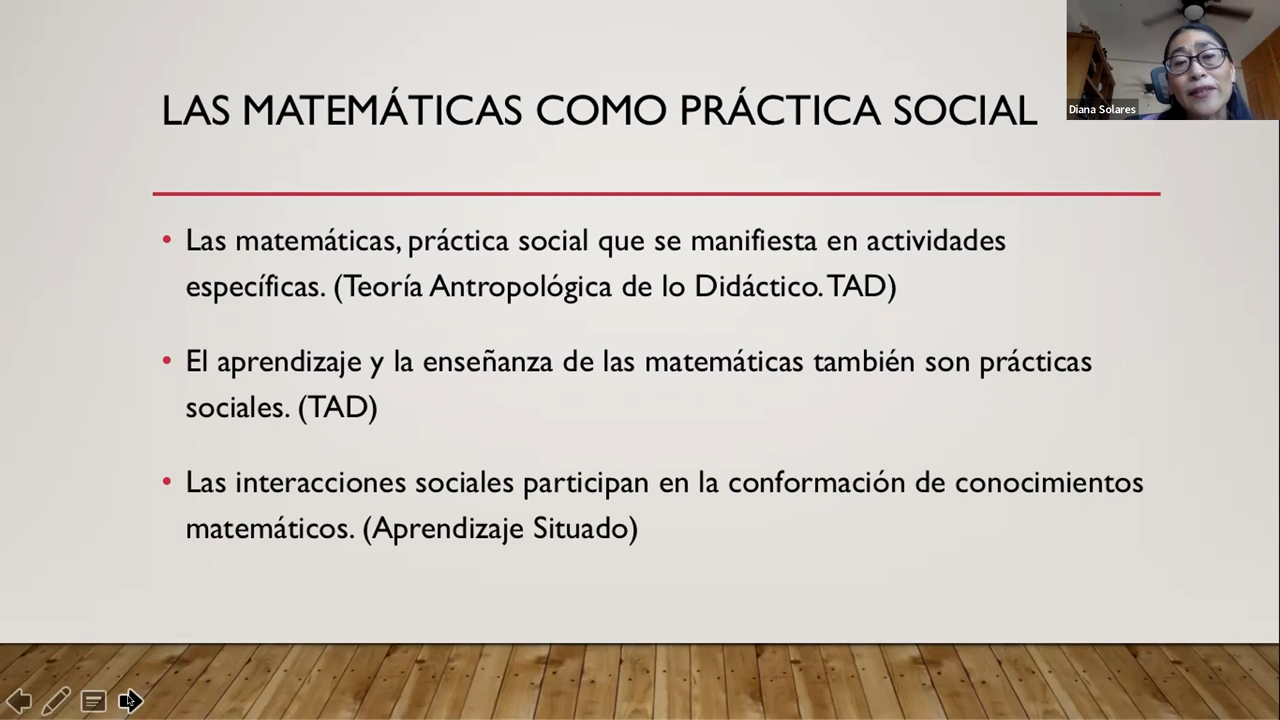 LAS MATEMÁTICAS COMO PRÁCTICA SOCIAL
Diana Solares
• Las matemáticas, práctica social que se manifiesta en actividades
específicas. (Teoría Antropológica de lo Didáctico. TAD)
• El aprendizaje y la enseñanza de las matemáticas también son prácticas
sociales. (TAD)
• Las interacciones sociales participan en la conformación de conocimientos
matemáticos. (Aprendizaje Situado)